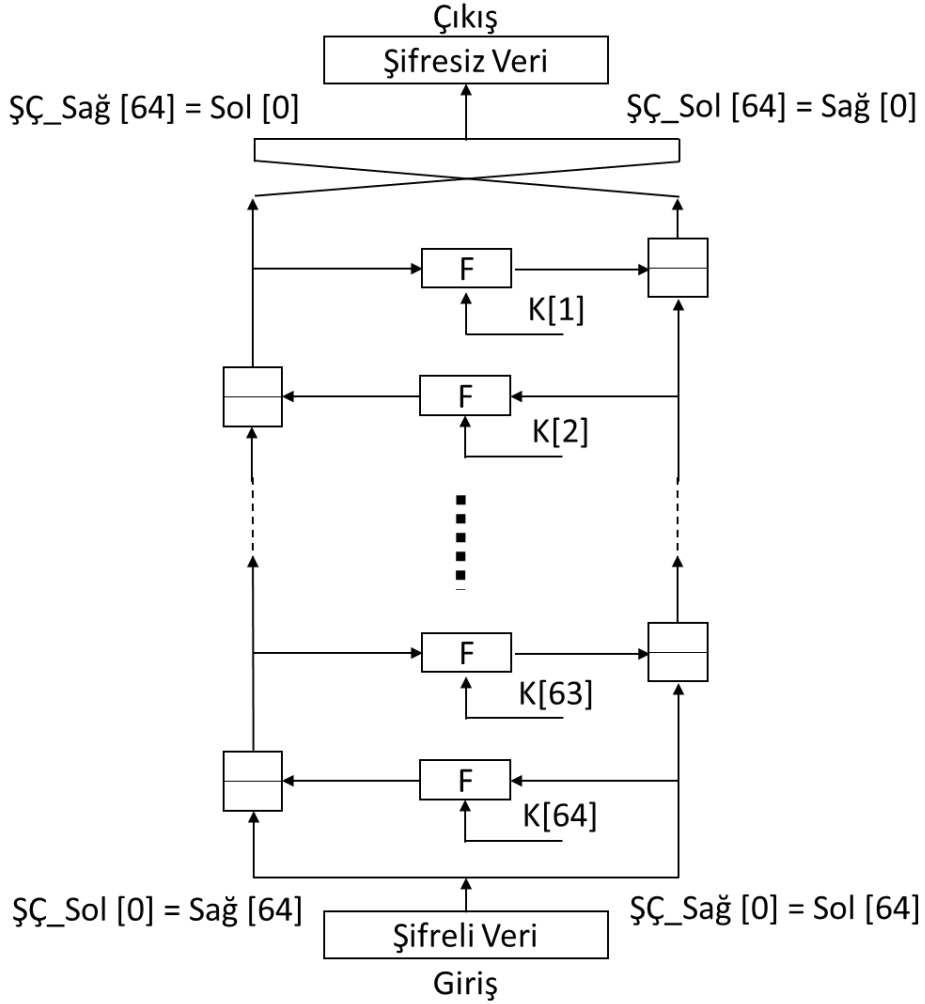 Çıkış
Şifresiz Veri
ŞÇ_Sağ [64] = Sol [0]
ŞÇ_Sol [64] = Sağ [0]
F
K[1]
F
K[2]
F
K[63]
F
K[64]
ŞÇ_Sol [0] = Sağ [64]
ŞÇ_Sağ [0] = Sol [64]
Şifreli Veri
Giriş